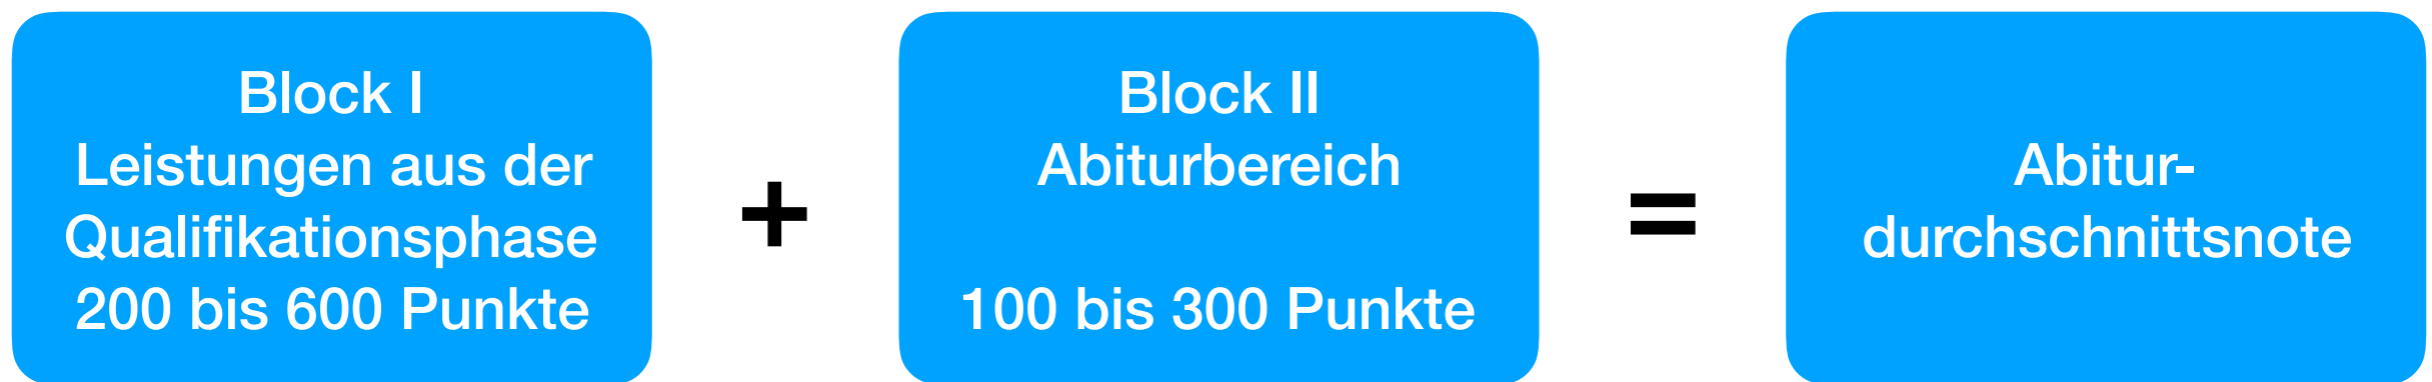 Block I
Leistungen aus der
Qualifikationsphase
200 bis 600 Punkte
+
Block II
Abiturbereich
100 bis 300 Punkte
=
Abitur-
durchschnittsnote